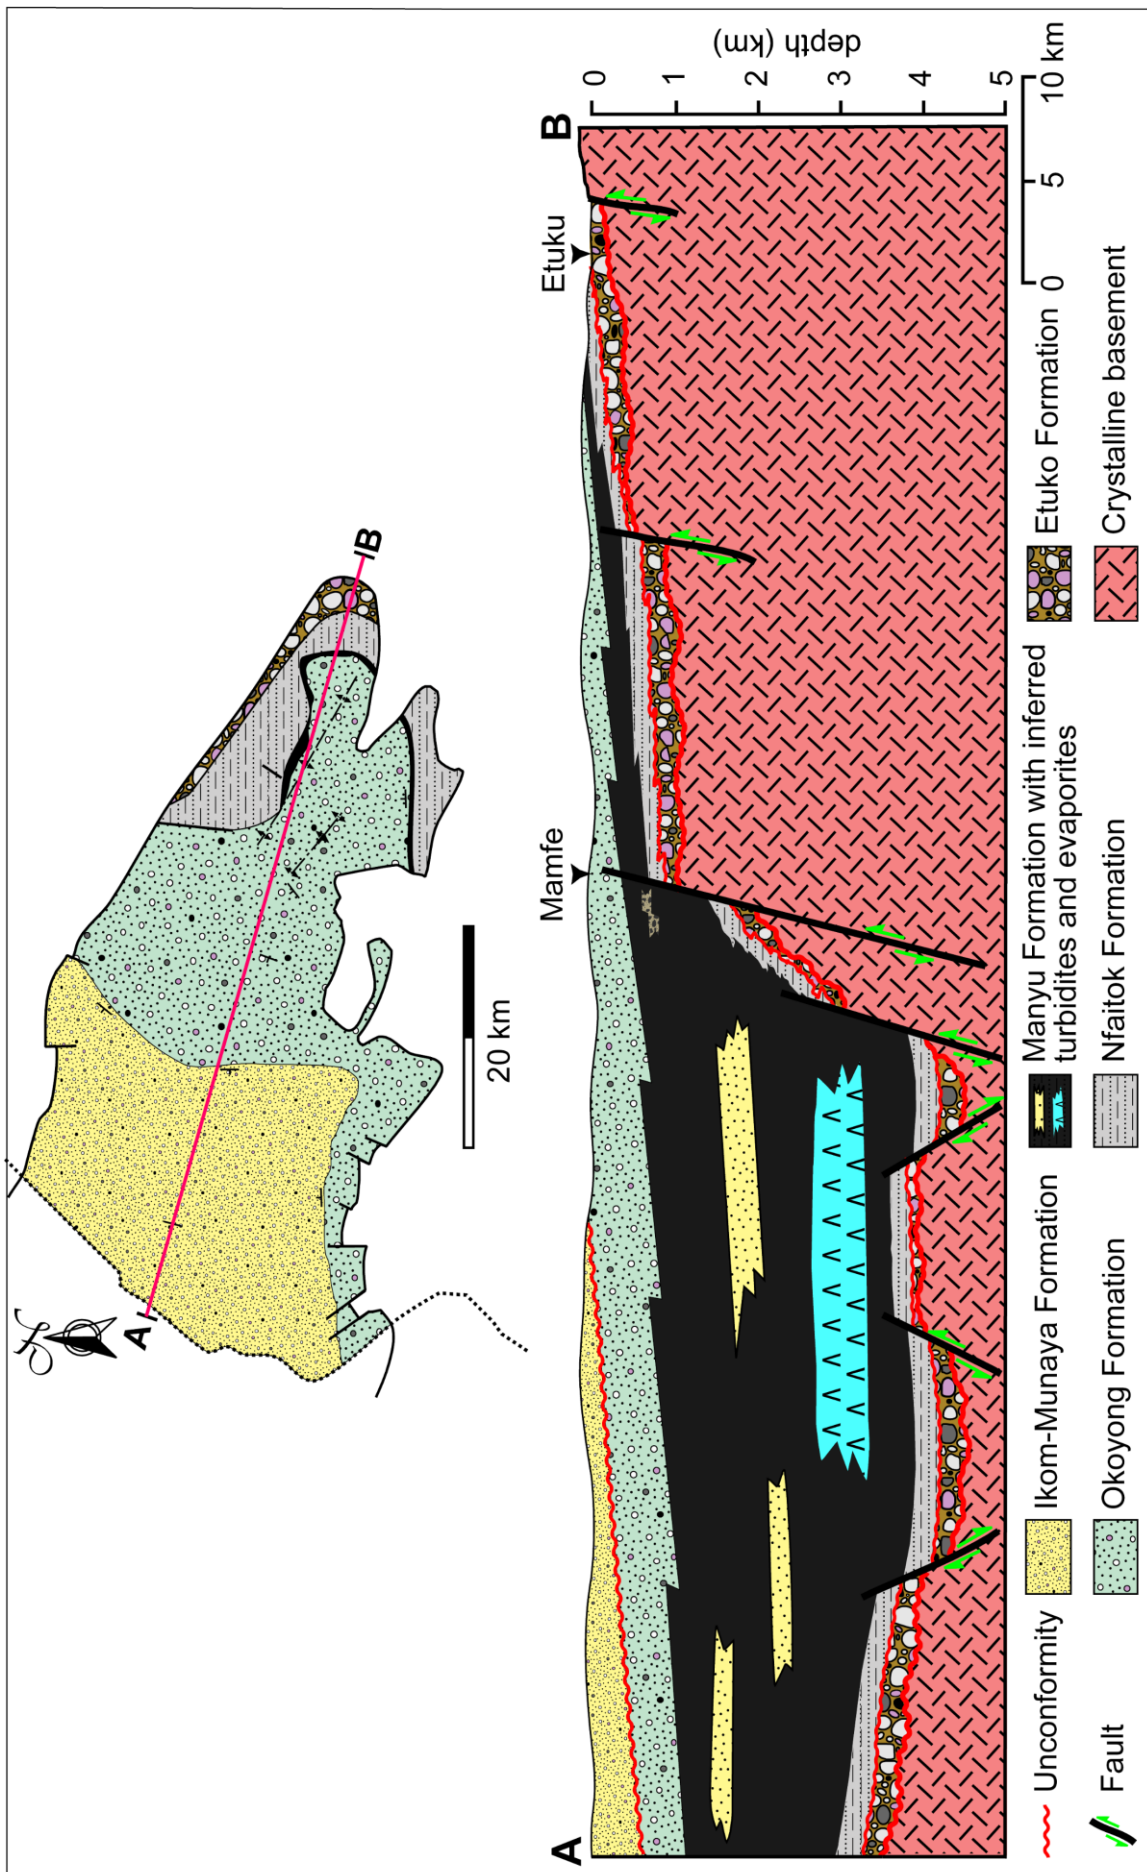 A
B
20 km
A
Mamfe
Etuku
B
0
1
2
3
4
5
depth (km)
0 5 10 km
Unconformity
Ikom-Munaya Formation
Manyu Formation with inferred
turbidites and evaporites
Etuko Formation
Fault
Okoyong Formation
Nfaitok Formation
Crystalline basement